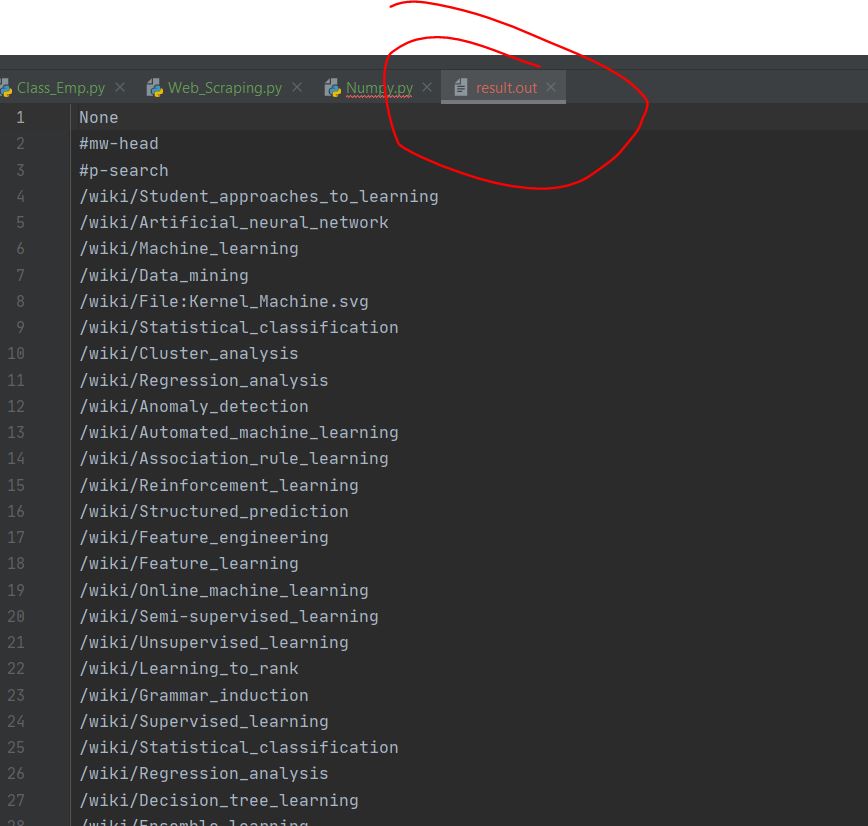 Class_Emp.py Web_Scraping.py Numpy.py result.out
1 None
2 #mw-head
3 #p-search
4 /wiki/Student_approaches_to_learning
5 /wiki/Artificial_neural_network
6 /wiki/Machine_learning
7 /wiki/Data_mining
8 /wiki/File:Kernel_Machine.svg
9 /wiki/Statistical_classification
10 /wiki/Cluster_analysis
11 /wiki/Regression_analysis
12 /wiki/Anomaly_detection
13 /wiki/Automated_machine_learning
14 /wiki/Association_rule_learning
15 /wiki/Reinforcement_learning
16 /wiki/Structured_prediction
17 /wiki/Feature_engineering
18 /wiki/Feature_learning
19 /wiki/Online_machine_learning
20 /wiki/Semi-supervised_learning
21 /wiki/Unsupervised_learning
22 /wiki/Learning_to_rank
23 /wiki/Grammar_induction
24 /wiki/Supervised_learning
25 /wiki/Statistical_classification
26 /wiki/Regression_analysis
27 /wiki/Decision_tree_learning
28 /wiki/Ensemble_learning